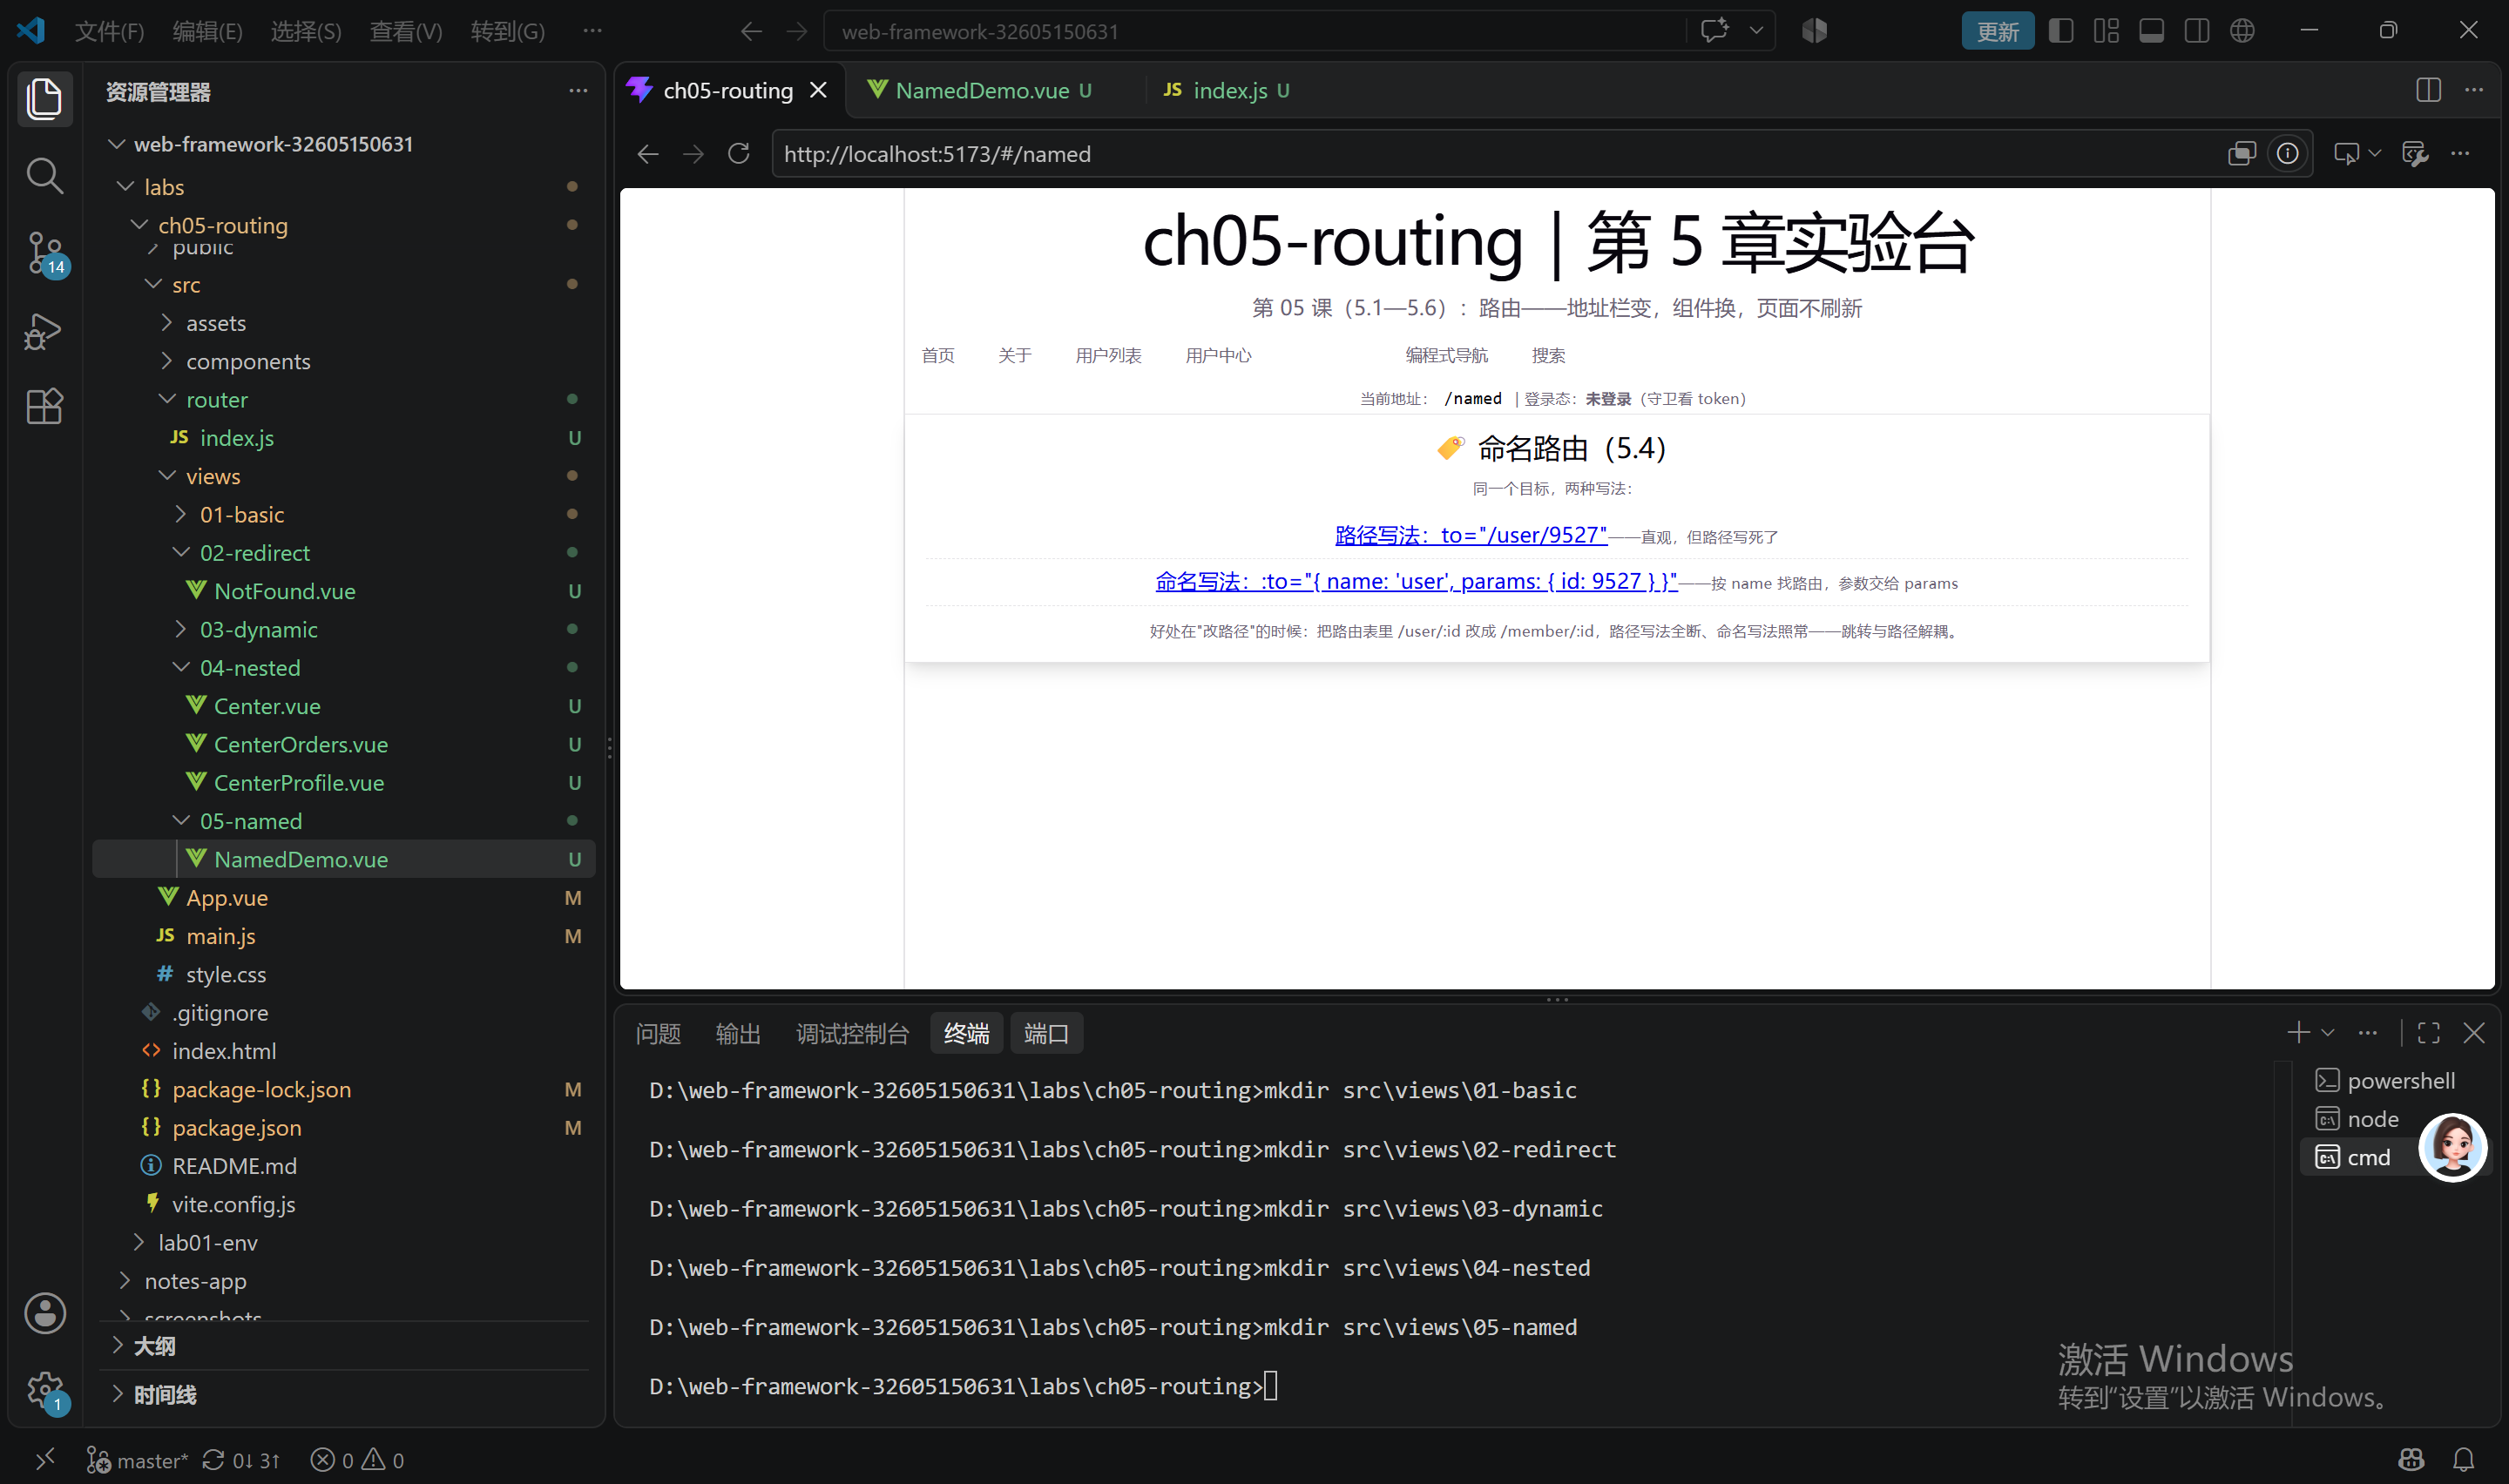 文件(F) 编辑(E) 选择(S) 查看(V) 转到(G) ··· web-framework-32605150631 更新
资源管理器 ···
web-framework-32605150631
labs
ch05-routing
public
src
assets
components
router
JS index.js U
views
01-basic
02-redirect
NotFound.vue U
03-dynamic
04-nested
Center.vue U
CenterOrders.vue U
CenterProfile.vue U
05-named
NamedDemo.vue U
App.vue M
JS main.js M
# style.css
.gitignore
<> index.html
{} package-lock.json M
{} package.json M
README.md
vite.config.js
lab01-env
notes-app
screenshots
大纲
时间线
14
1
ch05-routing NamedDemo.vue U JS index.js U
http://localhost:5173/#/named
ch05-routing | 第 5 章实验台
第 05 课（5.1—5.6）：路由——地址栏变，组件换，页面不刷新
首页 关于 用户列表 用户中心 编程式导航 搜索
当前地址： /named | 登录态：未登录（守卫看 token）
命名路由（5.4）
同一个目标，两种写法：
路径写法：to="/user/9527"——直观，但路径写死了
命名写法：:to="{ name: 'user', params: { id: 9527 } }"——按 name 找路由，参数交给 params
好处在"改路径"的时候：把路由表里 /user/:id 改成 /member/:id，路径写法全断、命名写法照常——跳转与路径解耦。
问题 输出 调试控制台 终端 端口
D:\web-framework-32605150631\labs\ch05-routing>mkdir src\views\01-basic
D:\web-framework-32605150631\labs\ch05-routing>mkdir src\views\02-redirect
D:\web-framework-32605150631\labs\ch05-routing>mkdir src\views\03-dynamic
D:\web-framework-32605150631\labs\ch05-routing>mkdir src\views\04-nested
D:\web-framework-32605150631\labs\ch05-routing>mkdir src\views\05-named
D:\web-framework-32605150631\labs\ch05-routing>
powershell
node
cmd
激活 Windows
转到“设置”以激活 Windows。
master* 0↓ 3↑ 0 0